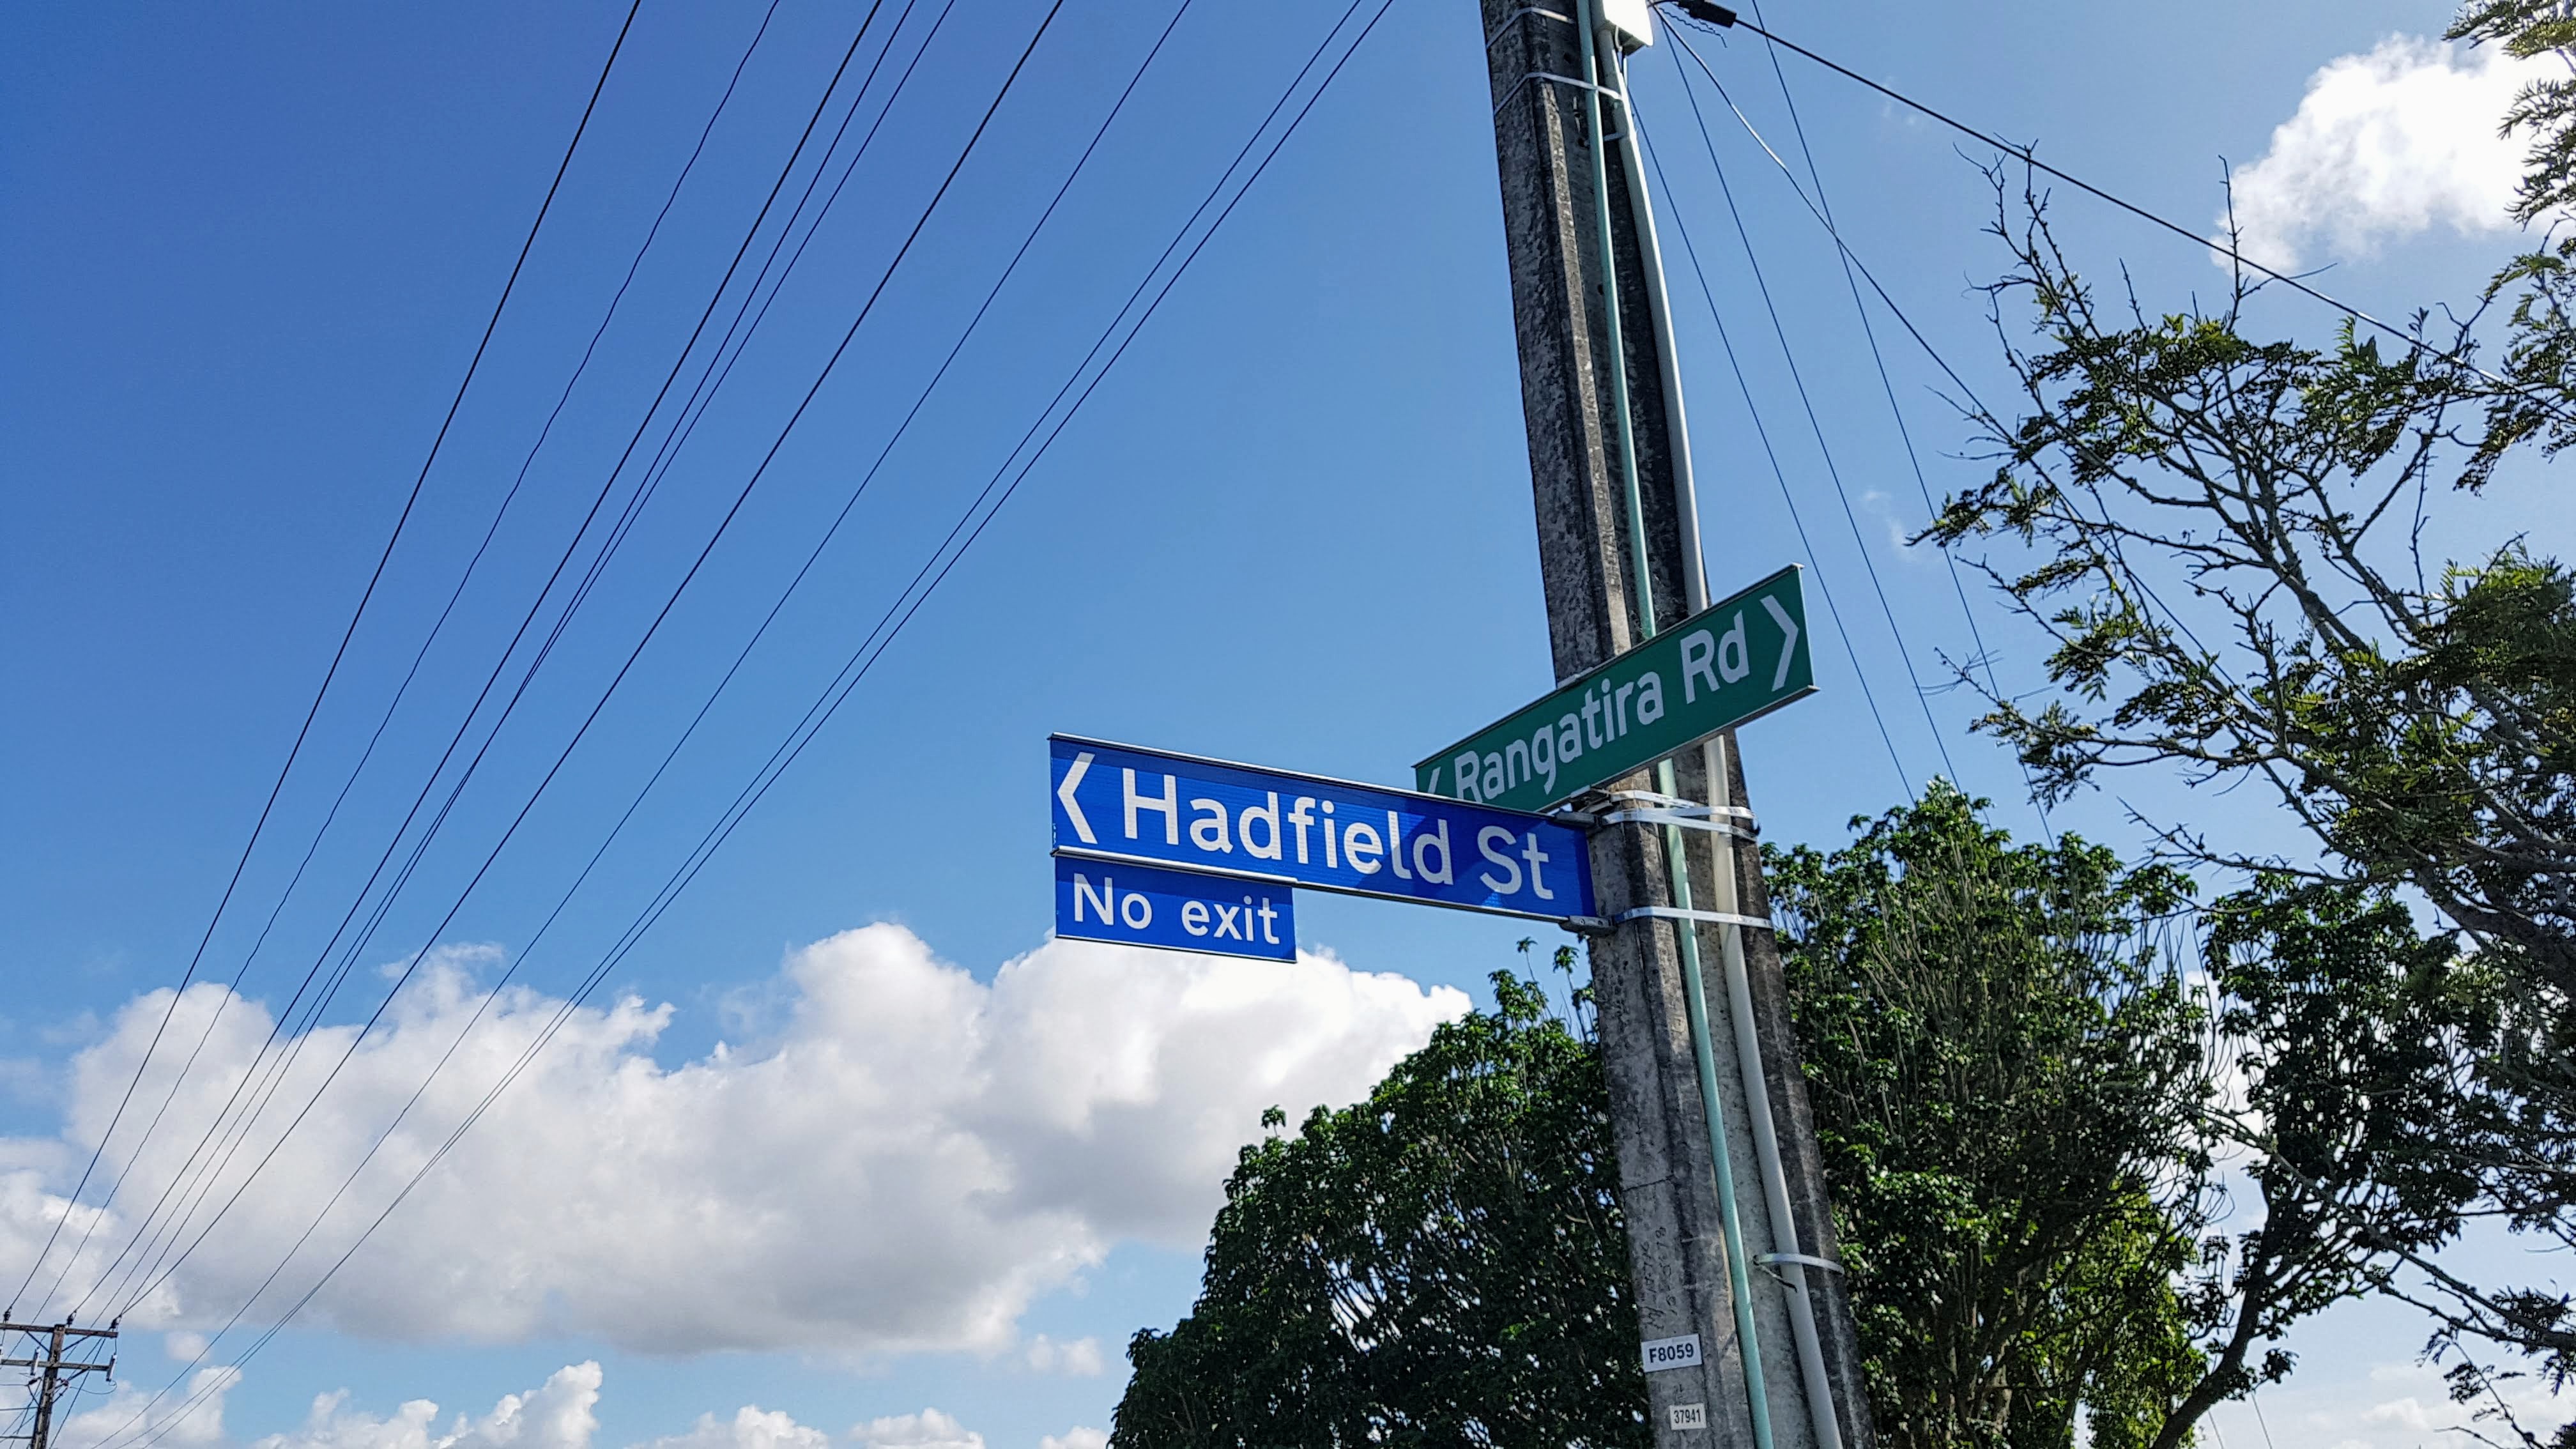 Rangatira Rd
Hadfield St
No exit
F8059
37941